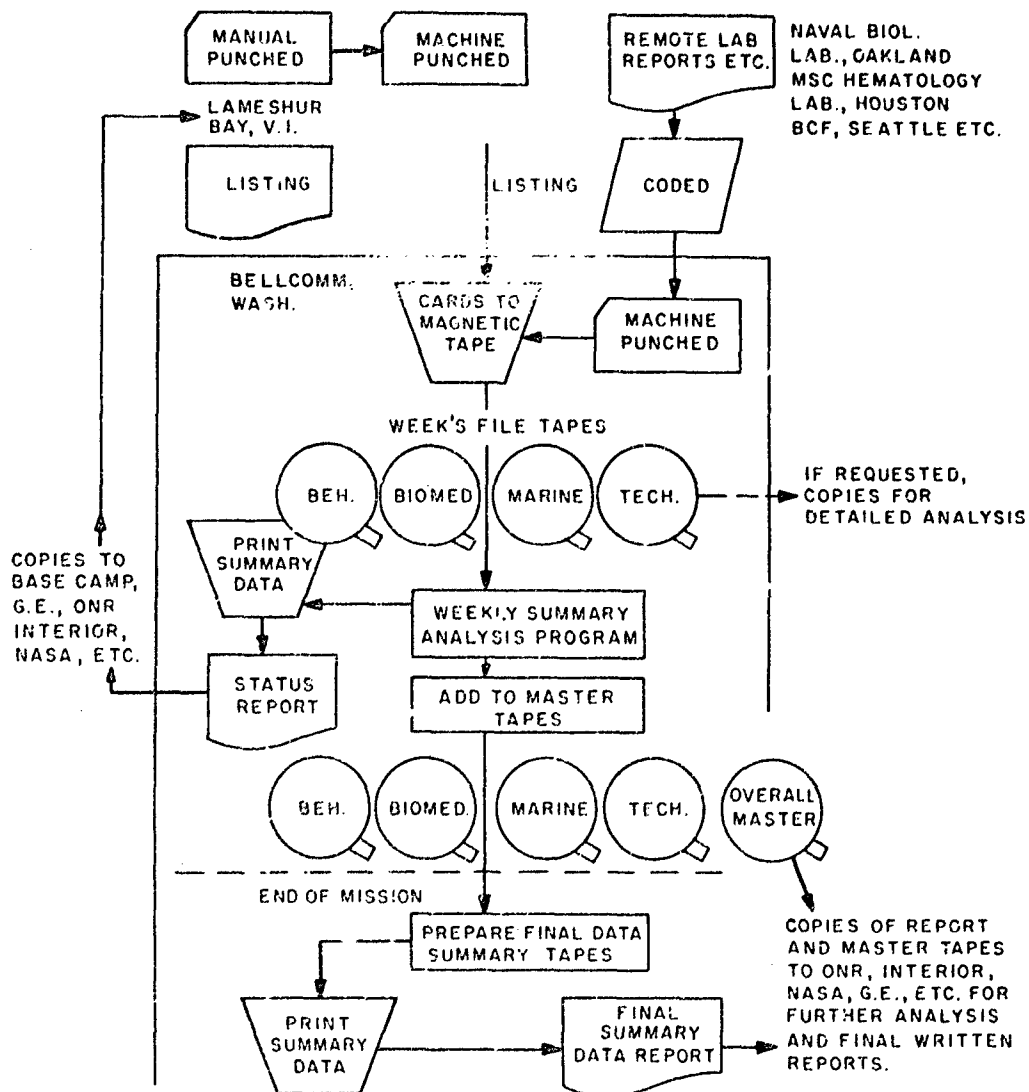 MANUAL
PUNCHED
MACHINE
PUNCHED
REMOTE LAB
REPORTS ETC.
NAVAL BIOL.
LAB., OAKLAND
MSC HEMATOLOGY
LAB., HOUSTON
BCF, SEATTLE ETC.
LAMESHUR
BAY, V.I.
LISTING
LISTING
CODED
BELLCOMM,
WASH.
CARDS TO
MAGNETIC
TAPE
MACHINE
PUNCHED
WEEK'S FILE TAPES
BEH.
BIOMED
MARINE
TECH.
IF REQUESTED,
COPIES FOR
DETAILED ANALYSIS
PRINT
SUMMARY
DATA
COPIES TO
BASE CAMP,
G.E., ONR
INTERIOR,
NASA, ETC.
WEEKLY SUMMARY
ANALYSIS PROGRAM
STATUS
REPORT
ADD TO MASTER
TAPES
BEH.
BIOMED.
MARINE
TECH.
OVERALL
MASTER
END OF MISSION
PREPARE FINAL DATA
SUMMARY TAPES
COPIES OF REPORT
AND MASTER TAPES
TO ONR, INTERIOR,
NASA, G.E., ETC. FOR
FURTHER ANALYSIS
AND FINAL WRITTEN
REPORTS.
PRINT
SUMMARY
DATA
FINAL
SUMMARY
DATA REPORT